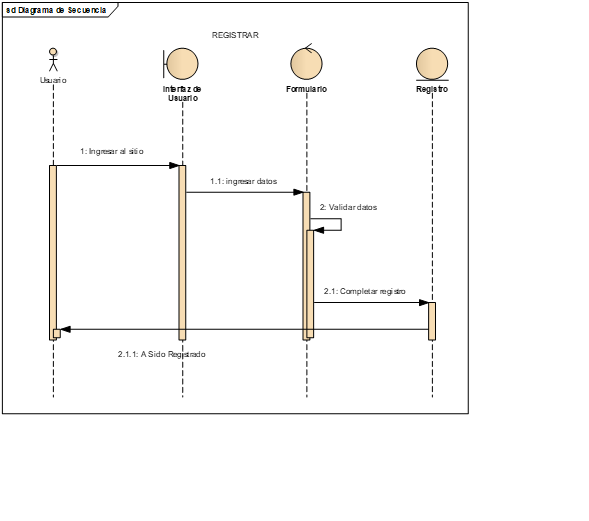 sd Diagrama de Secuencia
REGISTRAR
Usuario
Interfaz de
Usuario
Formulario
Registro
1: Ingresar al sitio
1.1: ingresar datos
2: Validar datos
2.1: Completar registro
2.1.1: A Sido Registrado